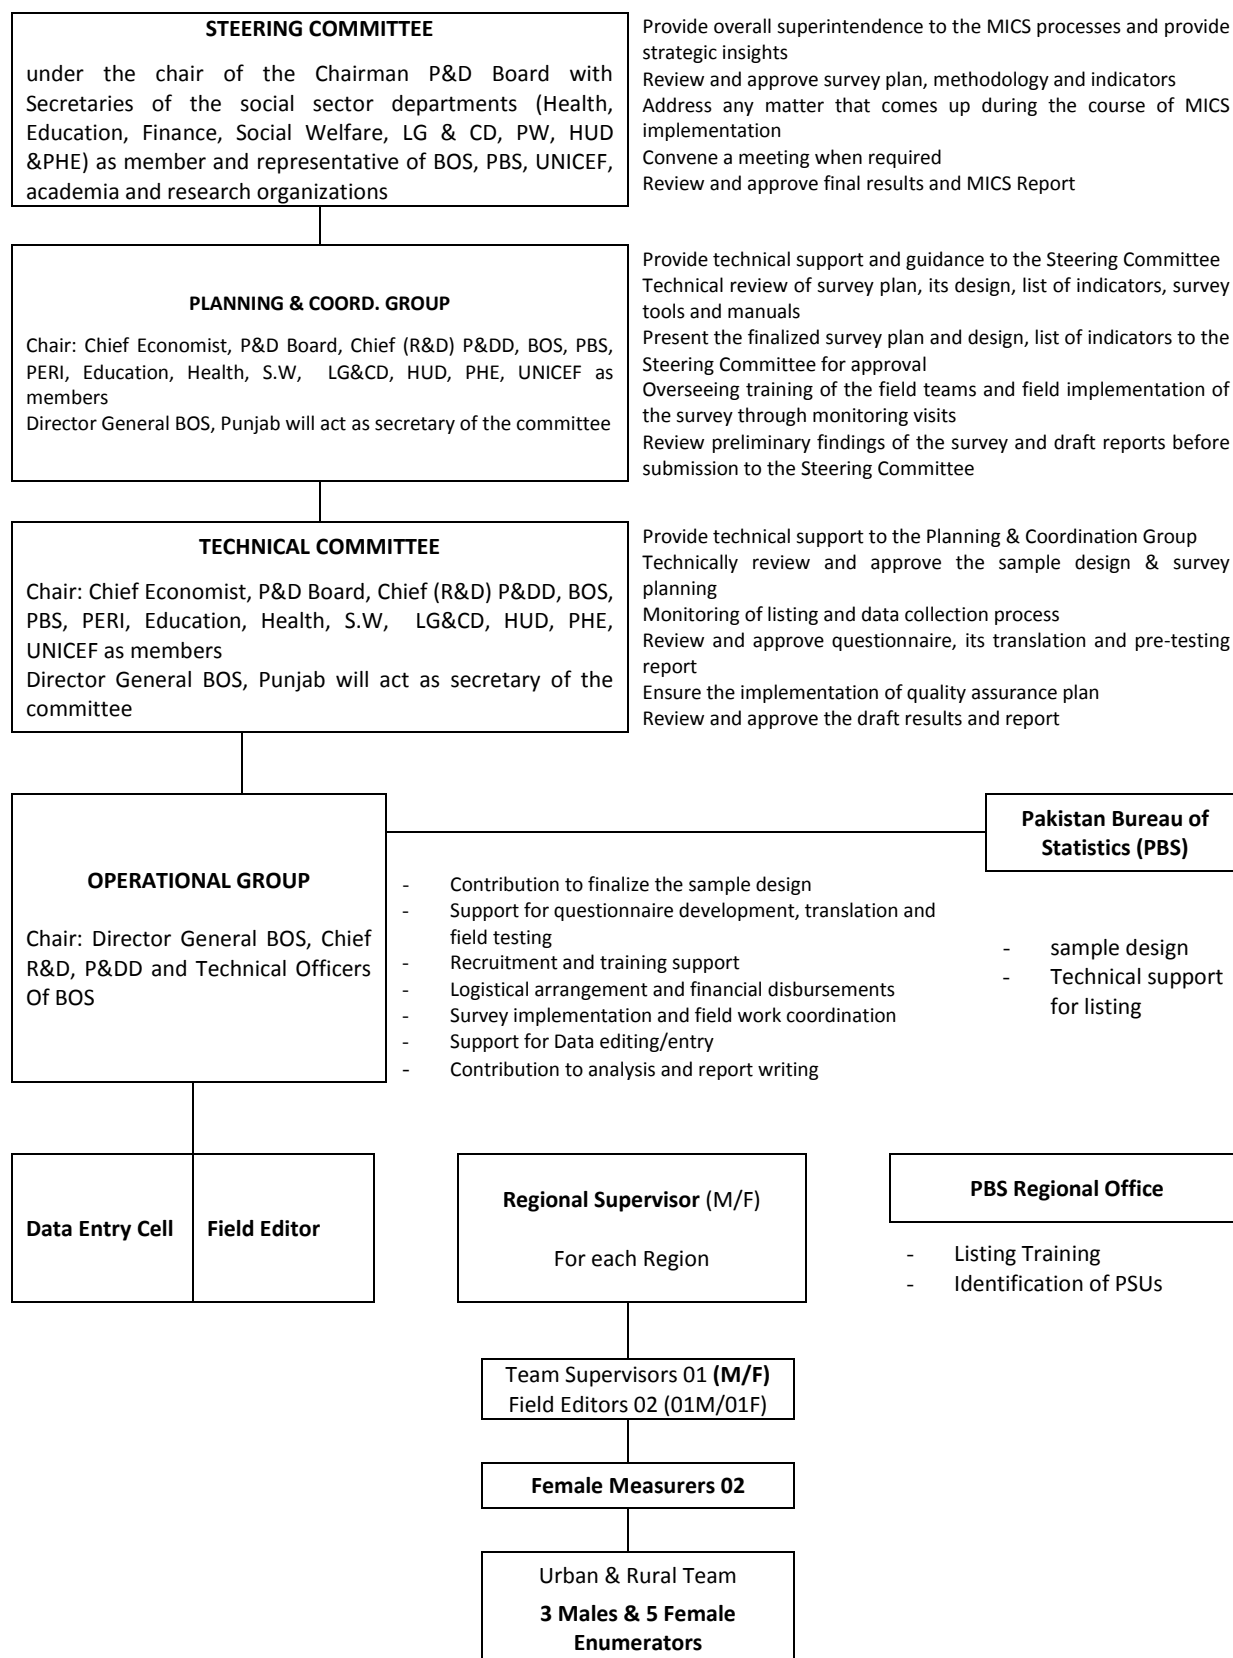 STEERING COMMITTEE
under the chair of the Chairman P&D Board with
Secretaries of the social sector departments (Health,
Education, Finance, Social Welfare, LG & CD, PW, HUD
&PHE) as member and representative of BOS, PBS, UNICEF,
academia and research organizations
Provide overall superintendence to the MICS processes and provide
strategic insights
Review and approve survey plan, methodology and indicators
Address any matter that comes up during the course of MICS
implementation
Convene a meeting when required
Review and approve final results and MICS Report
PLANNING & COORD. GROUP
Chair: Chief Economist, P&D Board, Chief (R&D) P&DD, BOS, PBS,
PERI, Education, Health, S.W, LG&CD, HUD, PHE, UNICEF as
members
Director General BOS, Punjab will act as secretary of the committee
Provide technical support and guidance to the Steering Committee
Technical review of survey plan, its design, list of indicators, survey
tools and manuals
Present the finalized survey plan and design, list of indicators to the
Steering Committee for approval
Overseeing training of the field teams and field implementation of
the survey through monitoring visits
Review preliminary findings of the survey and draft reports before
submission to the Steering Committee
TECHNICAL COMMITTEE
Chair: Chief Economist, P&D Board, Chief (R&D) P&DD, BOS,
PBS, PERI, Education, Health, S.W, LG&CD, HUD, PHE,
UNICEF as members
Director General BOS, Punjab will act as secretary of the
committee
Provide technical support to the Planning & Coordination Group
Technically review and approve the sample design & survey
planning
Monitoring of listing and data collection process
Review and approve questionnaire, its translation and pre-testing
report
Ensure the implementation of quality assurance plan
Review and approve the draft results and report
OPERATIONAL GROUP
Chair: Director General BOS, Chief
R&D, P&DD and Technical Officers
Of BOS
- Contribution to finalize the sample design
- Support for questionnaire development, translation and
field testing
- Recruitment and training support
- Logistical arrangement and financial disbursements
- Survey implementation and field work coordination
- Support for Data editing/entry
- Contribution to analysis and report writing
Pakistan Bureau of
Statistics (PBS)
- sample design
- Technical support
for listing
Data Entry Cell
Field Editor
Regional Supervisor (M/F)
For each Region
PBS Regional Office
- Listing Training
- Identification of PSUs
Team Supervisors 01 (M/F)
Field Editors 02 (01M/01F)
Female Measurers 02
Urban & Rural Team
3 Males & 5 Female
Enumerators